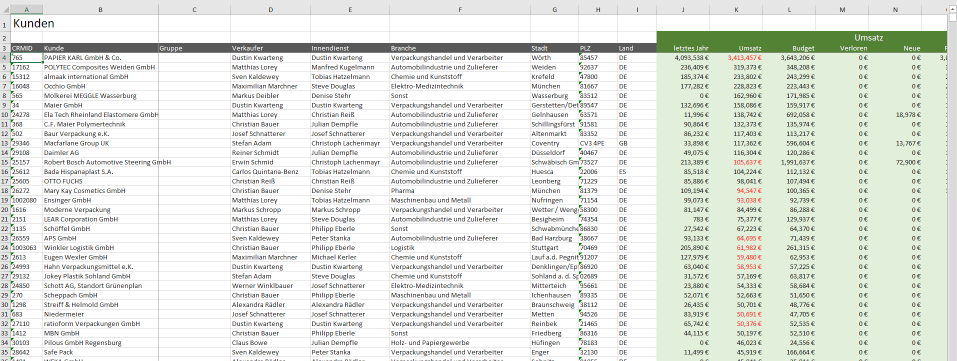 A B C D E F G H I J K L M N
1 Kunden
2 Umsatz
3 CRMID Kunde Gruppe Verkaufer Innendienst Branche Stadt PLZ Land letztes Jahr Umsatz Budget Verloren Neue
4 765 PAPIER KARL GmbH & Co. Dustin Kwanteng Dustin Kwanteng Verpackungshandel und Verarbeiter Wörth 85457 DE 4,093,538 € 3,413,457 € 3,643,206 € 0 € 0 €
5 17162 POLYTEC Composites Weiden GmbH Matthias Lorey Manfred Kugelmann Automobilindustrie und Zulieferer Weiden 92637 DE 236,409 € 319,373 € 348,208 € 0 € 0 €
6 15312 almaak international GmbH Sven Kaldewey Tobias Hatzelmann Chemie und Kunststoff Krefeld 47800 DE 185,374 € 233,802 € 243,299 € 0 € 0 €
7 16048 Occhio GmbH Maximilian Marchner Steve Douglas Elektro-Medizintechnik München 81667 DE 177,282 € 228,823 € 223,443 € 0 € 0 €
8 565 Molkerei MEGGLE Wasserburg Markus Deibler Denise Stehr Sonst Wasserburg 83512 DE 0 € 162,960 € 171,985 € 0 € 0 €
9 34 Maier GmbH Dustin Kwanteng Dustin Kwanteng Verpackungshandel und Verarbeiter Gerstetten/Det 89547 DE 132,696 € 158,086 € 159,917 € 0 € 0 €
10 24278 Ela Tech Rheinland Elastomere GmbH Matthias Lorey Christian Reiß Automobilindustrie und Zulieferer Gelnhausen 63571 DE 11,996 € 138,742 € 692,058 € 0 € 18,978 €
11 368 C.F. Maier Polymertechnik Christian Bauer Julian Dempfle Automobilindustrie und Zulieferer Schillingsfürst 91581 DE 90,864 € 132,373 € 135,974 € 0 € 0 €
12 502 Baur Verpackung e.K. Josef Schnatterer Josef Schnatterer Verpackungshandel und Verarbeiter Altenmarkt 83352 DE 86,232 € 117,403 € 113,217 € 0 € 0 €
13 29346 Macfarlane Group UK Stefan Adam Christoph Lachenmayr Verpackungshandel und Verarbeiter Coventry CV3 4PE GB 33,898 € 117,362 € 596,604 € 0 € 13,767 €
14 29108 Daimler AG Reiner Schmidt Julian Dempfle Automobilindustrie und Zulieferer Düsseldorf 40467 DE 49,075 € 116,304 € 120,286 € 0 € 0 €
15 25157 Robert Bosch Automotive Steering GmbH Erwin Schmid Christoph Lachenmayr Automobilindustrie und Zulieferer Schwäbisch Gm 73527 DE 213,389 € 105,637 € 1,991,637 € 0 € 72,900 €
16 25612 Bada Hispanaplast S.A. Carlos Quintana-Benz Tobias Hatzelmann Chemie und Kunststoff Huesca 22006 ES 85,518 € 104,224 € 112,132 € 0 € 0 €
17 25605 OTTO FUCHS Christian Reiß Christian Reiß Automobilindustrie und Zulieferer Leonberg 71229 DE 85,886 € 98,041 € 107,494 € 0 € 0 €
18 26272 Mary Kay Cosmetics GmbH Christian Bauer Denise Stehr Pharma München 81379 DE 109,194 € 94,547 € 100,365 € 0 € 0 €
19 1002080 Ensinger GmbH Matthias Lorey Tobias Hatzelmann Maschinenbau und Metall Nufringen 71154 DE 99,073 € 93,038 € 92,739 € 0 € 0 €
20 1616 Moderne Verpackung Markus Schropp Markus Schropp Verpackungshandel und Verarbeiter Wetter / Weng 58300 DE 81,147 € 84,499 € 86,288 € 0 € 0 €
21 2151 LEAR Corporation GmbH Matthias Lorey Steve Douglas Automobilindustrie und Zulieferer Besigheim 74354 DE 783 € 75,377 € 129,937 € 0 € 0 €
22 3135 Schöffel GmbH Christian Bauer Philipp Eberle Sonst Schwabmünche 86830 DE 27,542 € 67,223 € 64,370 € 0 € 0 €
23 26559 APS GmbH Sven Kaldewey Peter Stanka Automobilindustrie und Zulieferer Bad Harzburg 38667 DE 93,133 € 64,695 € 71,439 € 0 € 0 €
24 1003063 Winkler Logistik GmbH Christian Bauer Philipp Eberle Logistik Stuttgart 70469 DE 205,890 € 61,982 € 261,315 € 0 € 0 €
25 2613 Eugen Wexler GmbH Maximilian Marchner Michael Kerler Chemie und Kunststoff Lauf a.d. Pegnit 91207 DE 127,979 € 59,480 € 62,953 € 0 € 0 €
26 24993 Hahn Verpackungsmittel e.K. Dustin Kwanteng Dustin Kwanteng Verpackungshandel und Verarbeiter Denklingen/Ep 86920 DE 63,040 € 58,953 € 57,225 € 0 € 0 €
27 29132 Jokey Plastik Sohland GmbH Stefan Adam Steve Douglas Chemie und Kunststoff Sohland a. d. Sp 02689 DE 31,572 € 57,169 € 63,817 € 0 € 0 €
28 24850 Schott AG, Standort Grünenplan Werner Winklbauer Josef Schnatterer Elektro-Medizintechnik Mitterteich 95661 DE 23,880 € 54,333 € 58,684 € 0 € 0 €
29 270 Scheppach GmbH Christian Bauer Philipp Eberle Maschinenbau und Metall Ichenhausen 89335 DE 52,071 € 52,663 € 51,650 € 0 € 0 €
30 1298 Streiff & Helmold GmbH Alexandra Rädler Alexandra Rädler Verpackungshandel und Verarbeiter Braunschweig 38112 DE 26,435 € 50,701 € 48,776 € 0 € 0 €
31 683 Niedermeier Josef Schnatterer Josef Schnatterer Verpackungshandel und Verarbeiter Metten 94526 DE 83,919 € 50,691 € 47,705 € 0 € 0 €
32 27110 ratioform Verpackungen GmbH Dustin Kwanteng Dustin Kwanteng Verpackungshandel und Verarbeiter Reinbek 21465 DE 65,742 € 50,376 € 52,535 € 0 € 0 €
33 1412 MBN GmbH Christian Bauer Philipp Eberle Sonst Friedberg 86316 DE 44,115 € 50,197 € 52,510 € 0 € 0 €
34 30103 Pilous GmbH Regensburg Claus Bowe Julian Dempfle Holz- und Papiergewerbe Hüfingen 78183 DE 0 € 46,023 € 24,556 € 0 € 0 €
35 28642 Safe Pack Sven Kaldewey Peter Stanka Verpackungshandel und Verarbeiter Enger 32130 DE 11,499 € 45,919 € 166,664 € 0 € 0 €